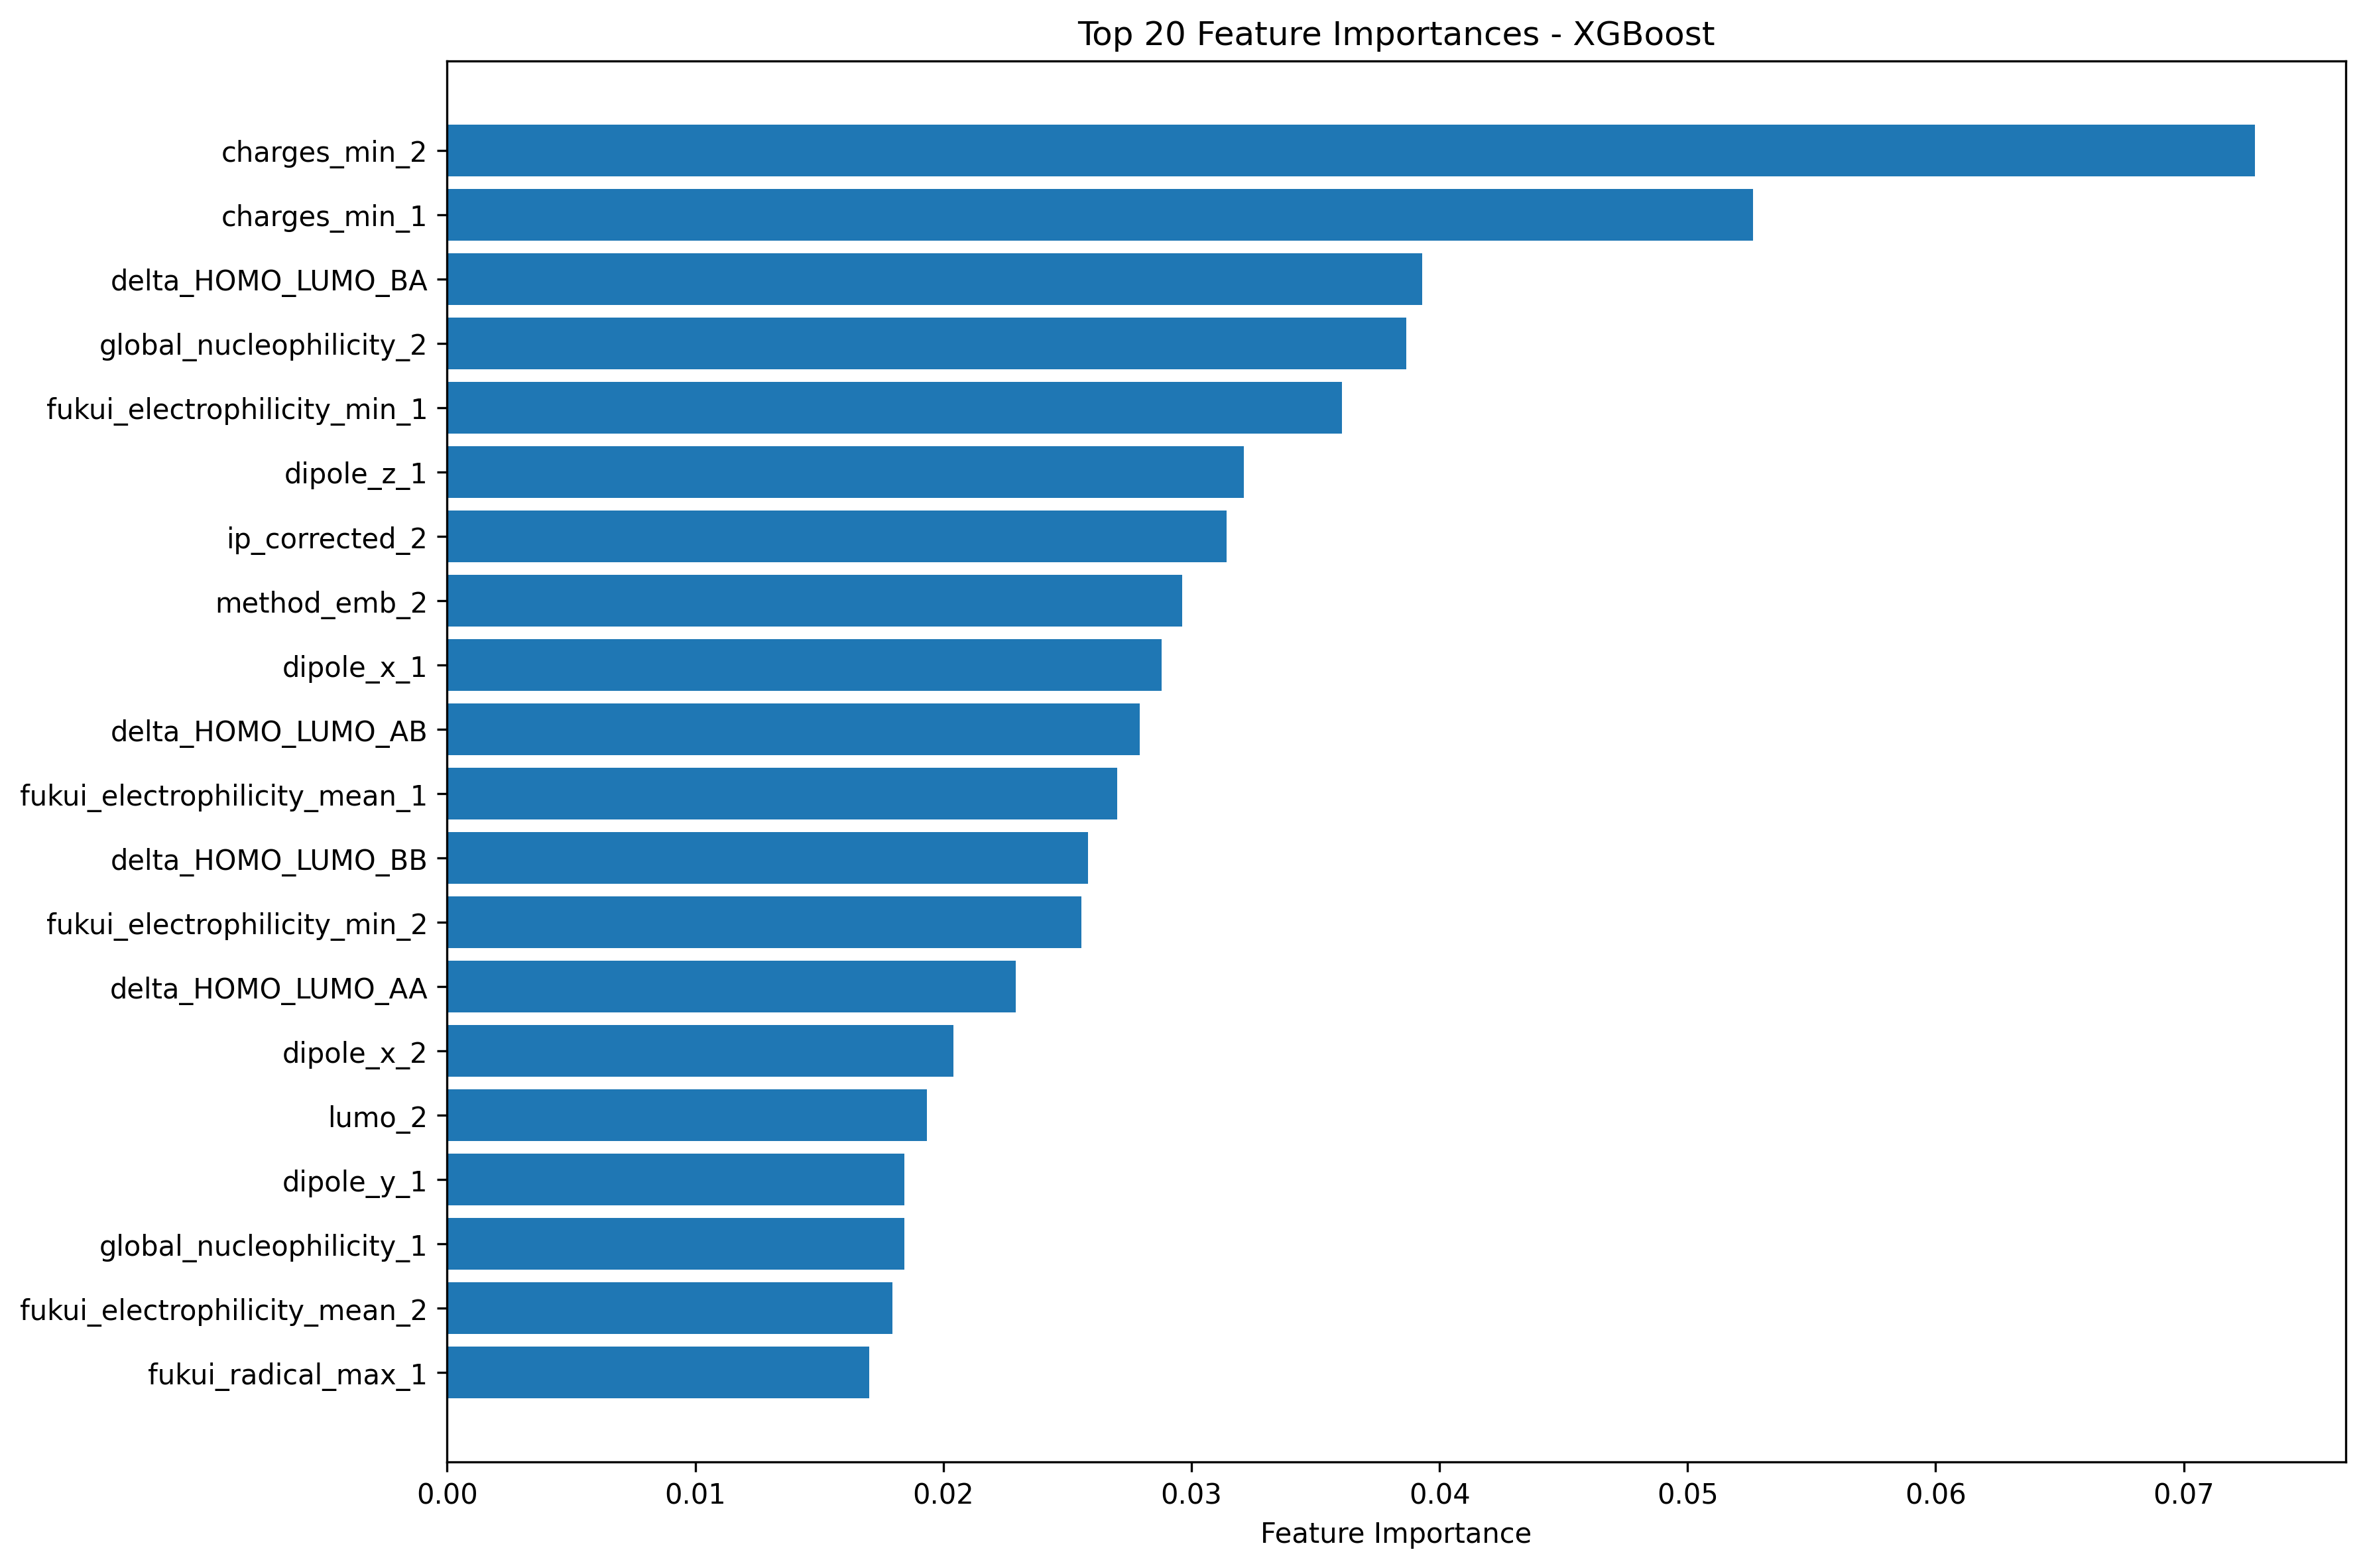 Top 20 Feature Importances - XGBoost
charges_min_2
charges_min_1
delta_HOMO_LUMO_BA
global_nucleophilicity_2
fukui_electrophilicity_min_1
dipole_z_1
ip_corrected_2
method_emb_2
dipole_x_1
delta_HOMO_LUMO_AB
fukui_electrophilicity_mean_1
delta_HOMO_LUMO_BB
fukui_electrophilicity_min_2
delta_HOMO_LUMO_AA
dipole_x_2
lumo_2
dipole_y_1
global_nucleophilicity_1
fukui_electrophilicity_mean_2
fukui_radical_max_1
0.00 0.01 0.02 0.03 0.04 0.05 0.06 0.07
Feature Importance